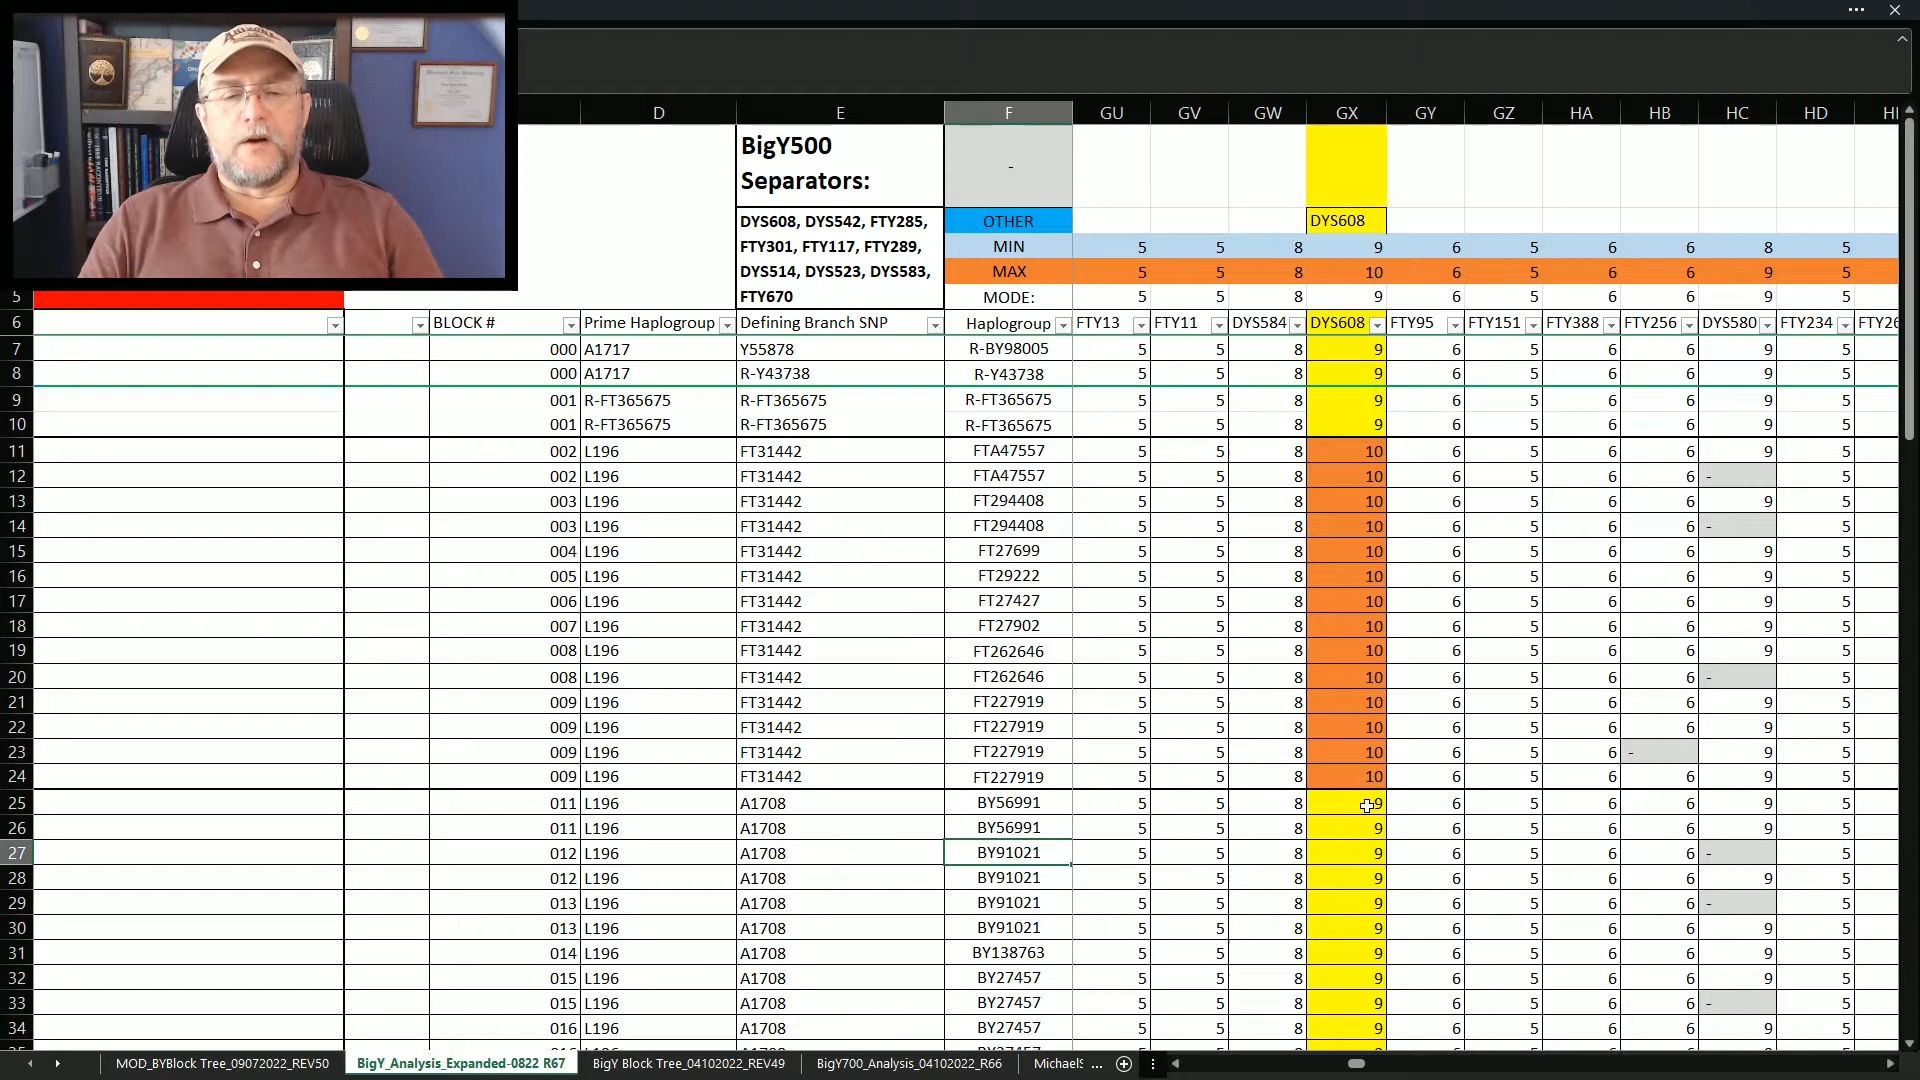 ARIZONA
D E F GU GV GW GX GY GZ HA HB HC HD
BigY500
Separators:
-
DYS608, DYS542, FTY285,
FTY301, FTY117, FTY289,
DYS514, DYS523, DYS583,
FTY670
OTHER DYS608
MIN 5 5 8 9 6 5 6 6 8 5
MAX 5 5 8 10 6 5 6 6 9 5
5 MODE: 5 5 8 9 6 5 6 6 9 5
6 BLOCK # Prime Haplogroup Defining Branch SNP Haplogroup FTY13 FTY11 DYS584 DYS608 FTY95 FTY151 FTY388 FTY256 DYS580 FTY234 FTY26
7 000 A1717 Y55878 R-BY98005 5 5 8 9 6 5 6 6 9 5
8 000 A1717 R-Y43738 R-Y43738 5 5 8 9 6 5 6 6 9 5
9 001 R-FT365675 R-FT365675 R-FT365675 5 5 8 9 6 5 6 6 9 5
10 001 R-FT365675 R-FT365675 R-FT365675 5 5 8 9 6 5 6 6 9 5
11 002 L196 FT31442 FTA47557 5 5 8 10 6 5 6 6 9 5
12 002 L196 FT31442 FTA47557 5 5 8 10 6 5 6 6 - 5
13 003 L196 FT31442 FT294408 5 5 8 10 6 5 6 6 9 5
14 003 L196 FT31442 FT294408 5 5 8 10 6 5 6 6 - 5
15 004 L196 FT31442 FT27699 5 5 8 10 6 5 6 6 9 5
16 005 L196 FT31442 FT29222 5 5 8 10 6 5 6 6 9 5
17 006 L196 FT31442 FT27427 5 5 8 10 6 5 6 6 9 5
18 007 L196 FT31442 FT27902 5 5 8 10 6 5 6 6 9 5
19 008 L196 FT31442 FT262646 5 5 8 10 6 5 6 6 9 5
20 008 L196 FT31442 FT262646 5 5 8 10 6 5 6 6 - 5
21 009 L196 FT31442 FT227919 5 5 8 10 6 5 6 6 9 5
22 009 L196 FT31442 FT227919 5 5 8 10 6 5 6 6 9 5
23 009 L196 FT31442 FT227919 5 5 8 10 6 5 6 - 9 5
24 009 L196 FT31442 FT227919 5 5 8 10 6 5 6 6 9 5
25 011 L196 A1708 BY56991 5 5 8 9 6 5 6 6 9 5
26 011 L196 A1708 BY56991 5 5 8 9 6 5 6 6 9 5
27 012 L196 A1708 BY91021 5 5 8 9 6 5 6 6 - 5
28 012 L196 A1708 BY91021 5 5 8 9 6 5 6 6 9 5
29 013 L196 A1708 BY91021 5 5 8 9 6 5 6 6 - 5
30 013 L196 A1708 BY91021 5 5 8 9 6 5 6 6 9 5
31 014 L196 A1708 BY138763 5 5 8 9 6 5 6 6 9 5
32 015 L196 A1708 BY27457 5 5 8 9 6 5 6 6 9 5
33 015 L196 A1708 BY27457 5 5 8 9 6 5 6 6 - 5
34 016 L196 A1708 BY27457 5 5 8 9 6 5 6 6 9 5
MOD_BYBlock Tree_09072022_REV50 BigY_Analysis_Expanded-0822 R67 BigY Block Tree_04102022_REV49 BigY700_Analysis_04102022_R66 MichaelS ...